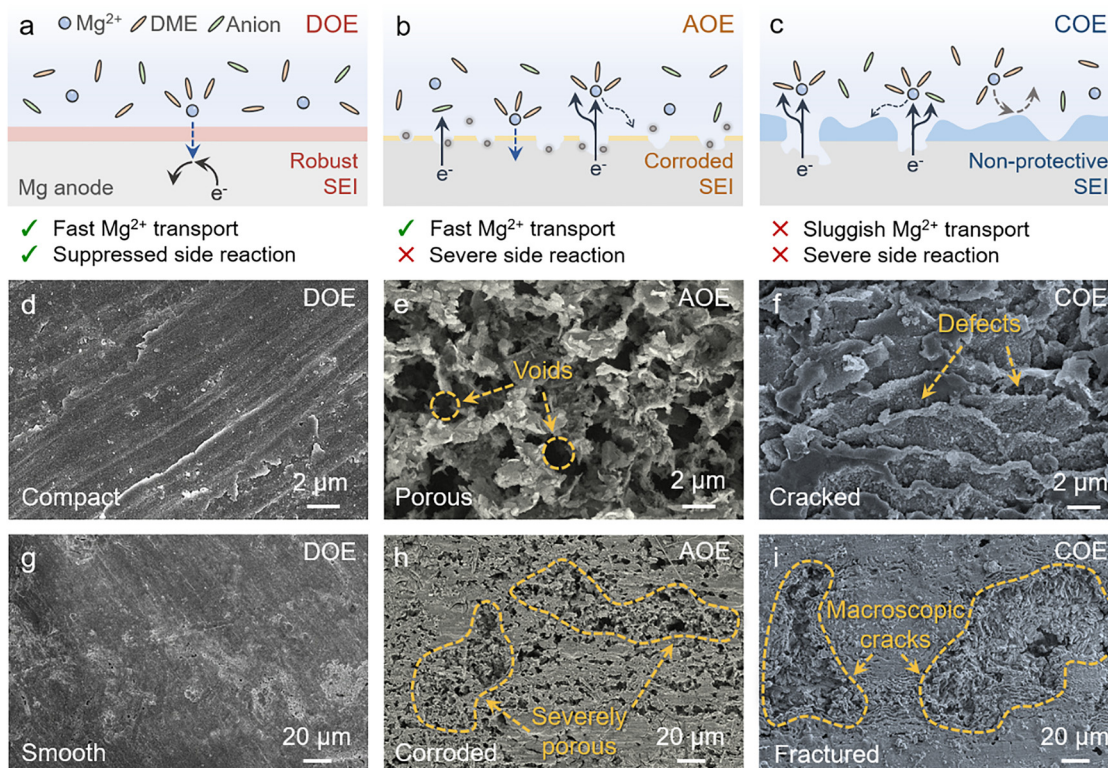 a
Mg²⁺
DME
Anion
DOE
Robust
SEI
Mg anode
e⁻
✓ Fast Mg²⁺ transport
✓ Suppressed side reaction
b
AOE
Corroded
SEI
e⁻
e⁻
✓ Fast Mg²⁺ transport
✕ Severe side reaction
c
COE
Non-protective
SEI
e⁻
e⁻
✕ Sluggish Mg²⁺ transport
✕ Severe side reaction
d
DOE
Compact
2 μm
e
AOE
Voids
Porous
2 μm
f
COE
Defects
Cracked
2 μm
g
DOE
Smooth
20 μm
h
AOE
Severely
porous
Corroded
20 μm
i
COE
Macroscopic
cracks
Fractured
20 μm